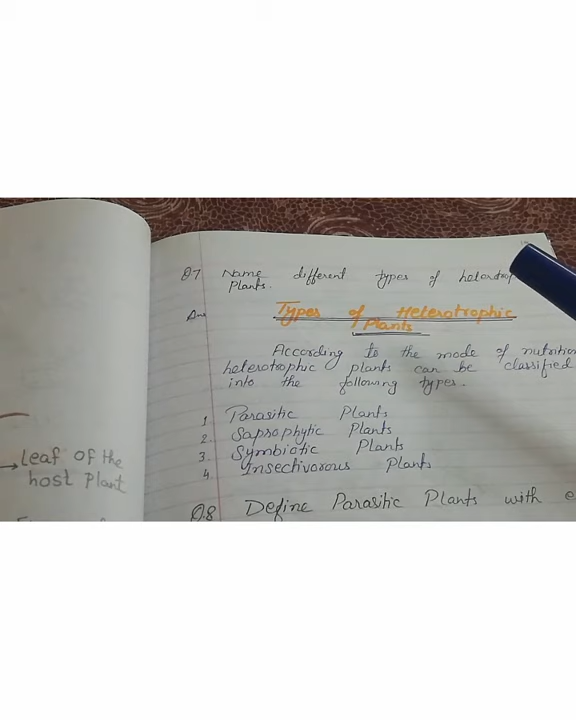 leaf of the
host Plant
Q7 Name different types of
Plants.
Ans
Types of Heterotrophic
Plants
According to the mode of nutrition
heterotrophic plants can be classified
into the following types.
1 Parasitic Plants
2. Saprophytic Plants
3. Symbiotic Plants
4. Insectivorous Plants
Q.8 Define Parasitic Plants with